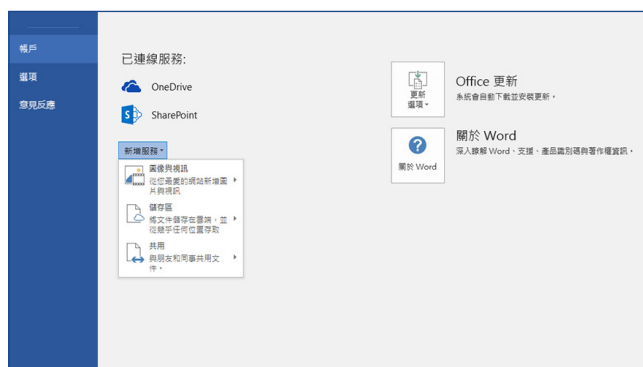 帳戶
選項
意見反應
已連線服務:
OneDrive
SharePoint
新增服務
圖像與視訊
從您最愛的網站新增圖
片與視訊
儲存區
將文件儲存在雲端，並
從幾乎任何位置存取
共用
與朋友和同事共用文
件。
更新
選項
Office 更新
系統會自動下載並安裝更新。
關於 Word
關於 Word
深入瞭解 Word、支援、產品識別碼與著作權資訊。